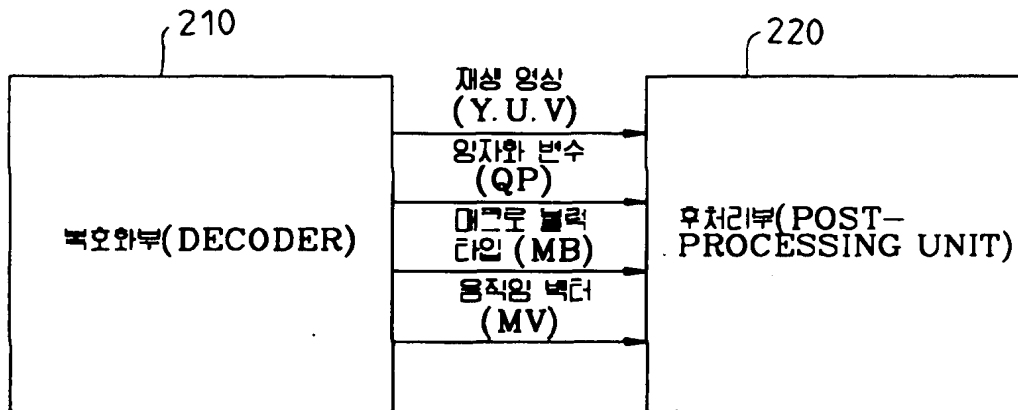 210
220
재생 영상
(Y.U.V)
양자화 변수
(QP)
매크로 블럭
타입 (MB)
움직임 벡터
(MV)
복호화부(DECODER)
후처리부(POST-
PROCESSING UNIT)